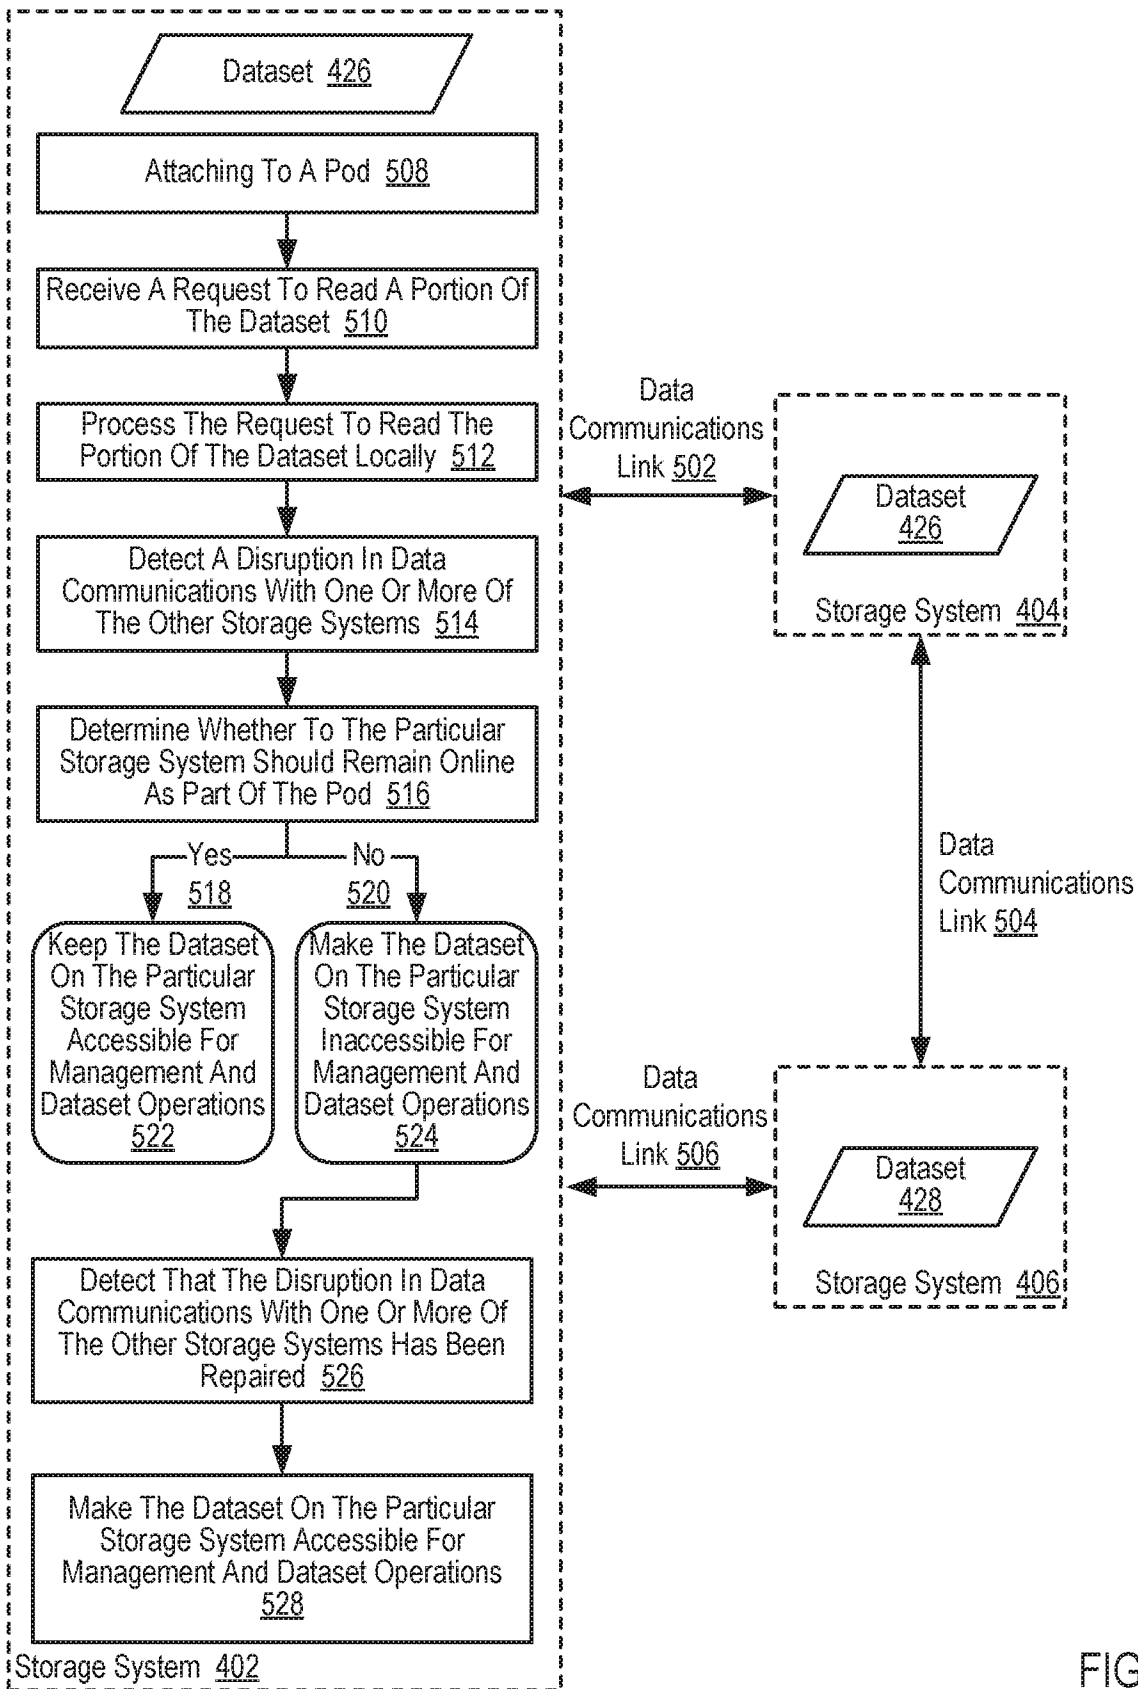 Dataset 426
Attaching To A Pod 508
Receive A Request To Read A Portion Of
The Dataset 510
Process The Request To Read The
Portion Of The Dataset Locally 512
Detect A Disruption In Data
Communications With One Or More Of
The Other Storage Systems 514
Determine Whether To The Particular
Storage System Should Remain Online
As Part Of The Pod 516
Yes
518
No
520
Keep The Dataset
On The Particular
Storage System
Accessible For
Management And
Dataset Operations
522
Make The Dataset
On The Particular
Storage System
Inaccessible For
Management And
Dataset Operations
524
Detect That The Disruption In Data
Communications With One Or More Of
The Other Storage Systems Has Been
Repaired 526
Make The Dataset On The Particular
Storage System Accessible For
Management And Dataset Operations
528
Storage System 402
Data
Communications
Link 502
Dataset
426
Storage System 404
Data
Communications
Link 504
Data
Communications
Link 506
Dataset
428
Storage System 406
FIG